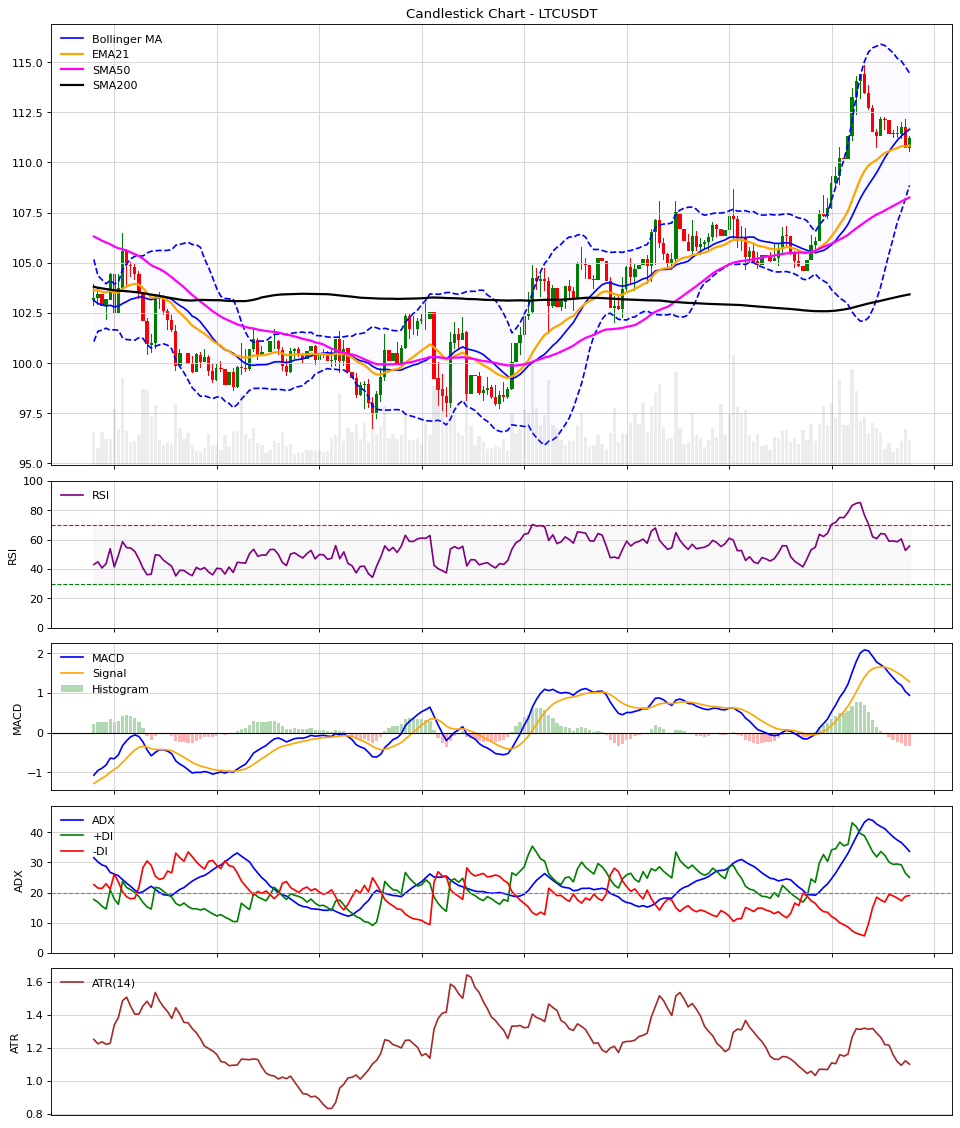 Candlestick Chart - LTCUSDT
Bollinger MA
EMA21
SMA50
SMA200
115.0
112.5
110.0
107.5
105.0
102.5
100.0
97.5
95.0
RSI
100
80
60
40
20
0
RSI
MACD
Signal
Histogram
2
1
0
−1
MACD
ADX
+DI
-DI
40
30
20
10
0
ADX
ATR(14)
1.6
1.4
1.2
1.0
0.8
ATR